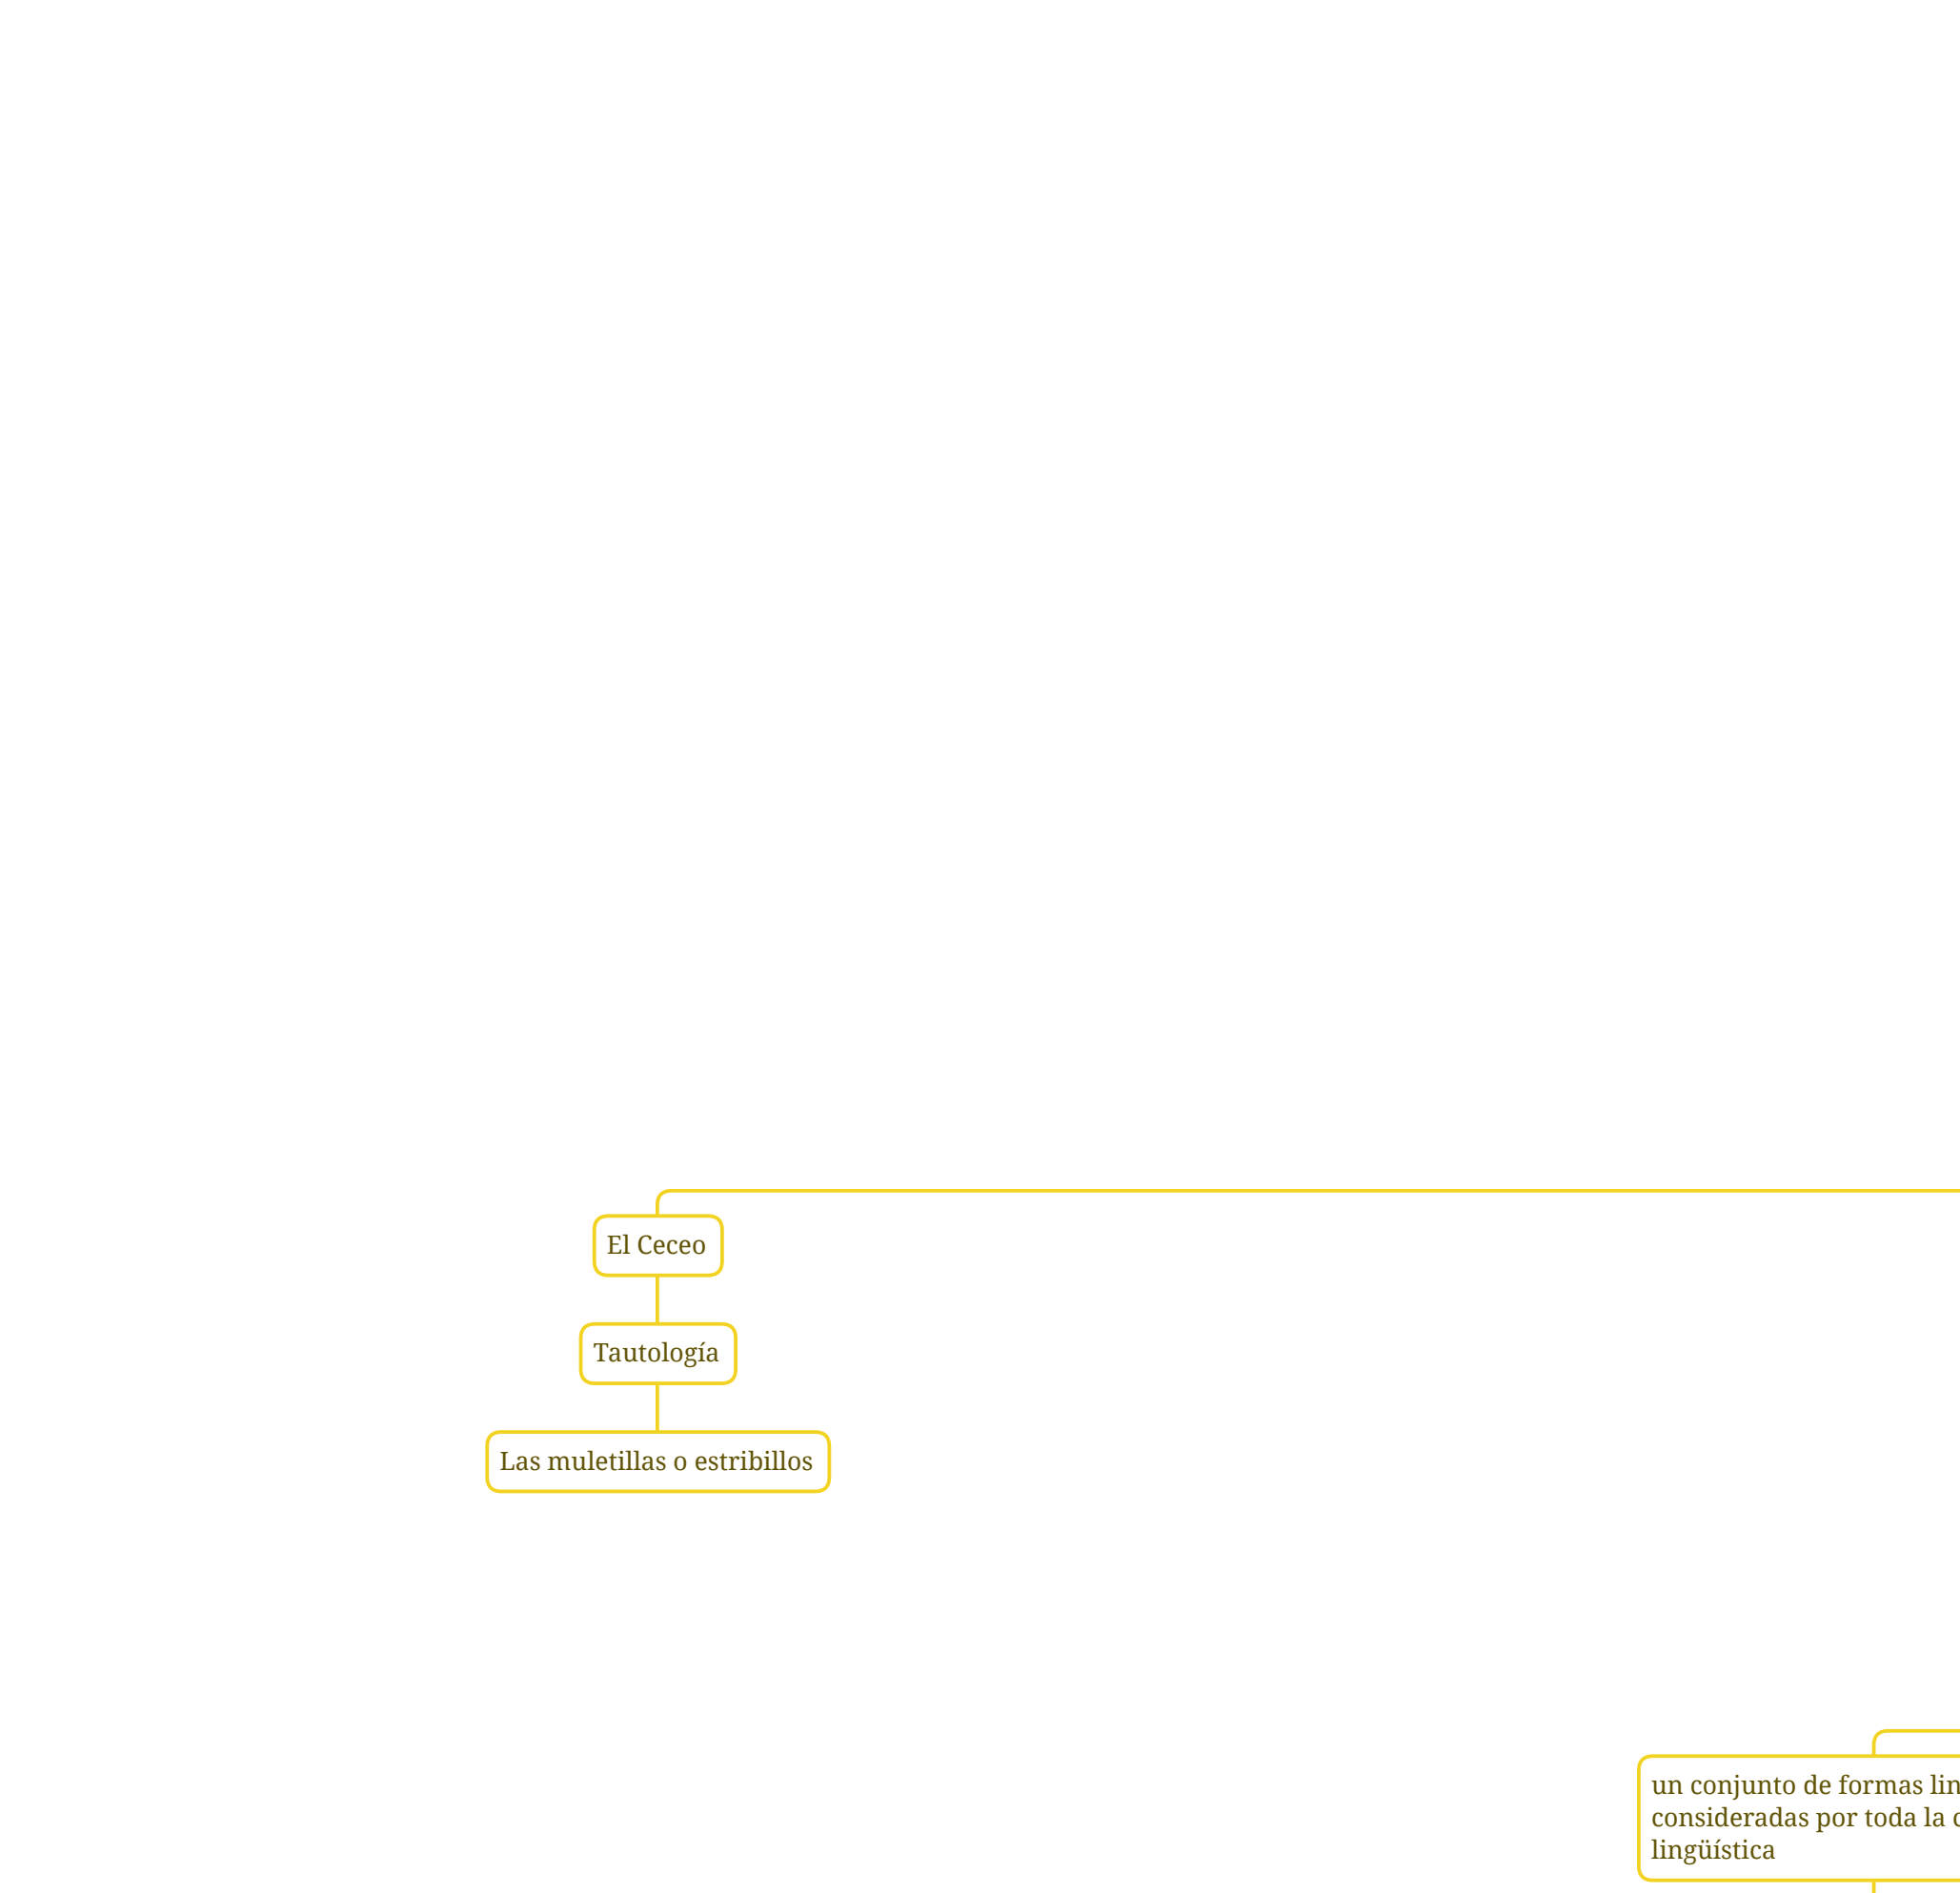 El Ceceo
Tautología
Las muletillas o estribillos
un conjunto de formas
consideradas por toda la
lingüística